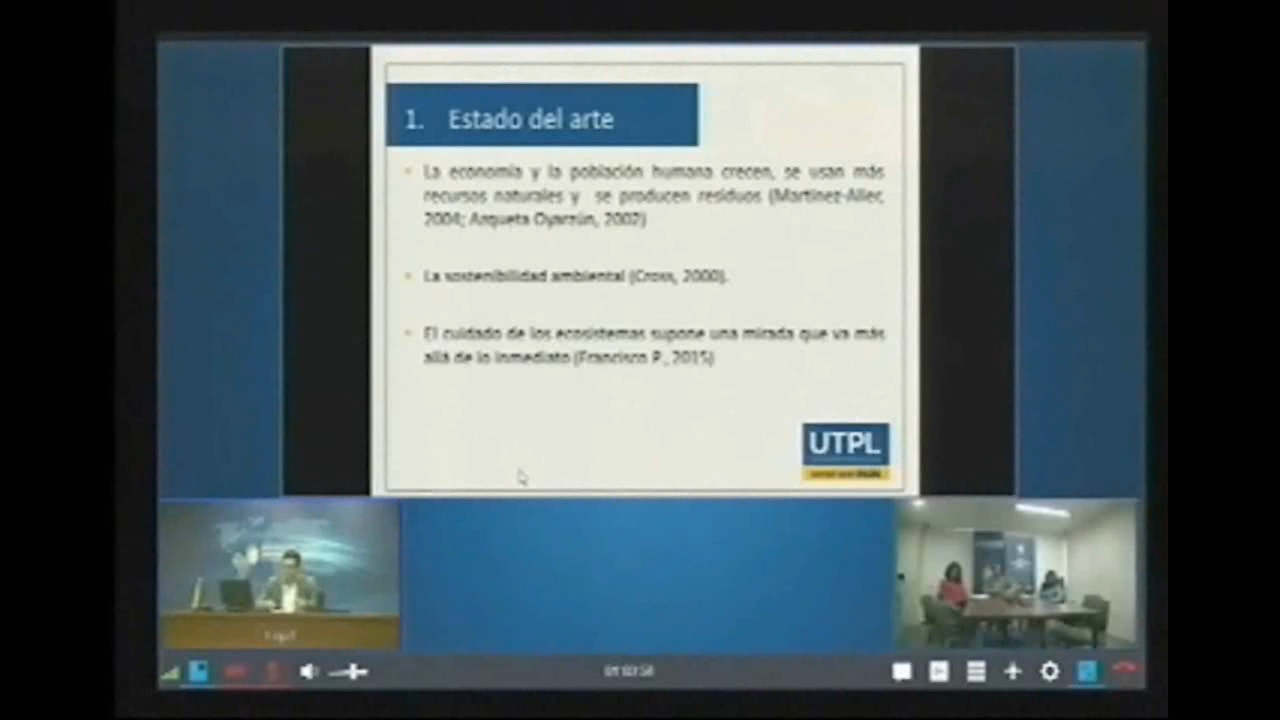 1. Estado del arte
La economía y la población humana crecen, se usan más
recursos naturales y se producen residuos (Martínez-Alier,
2004; Azqueta Oyarzún, 2002)
La sostenibilidad ambiental (Cross, 2000).
El cuidado de los ecosistemas supone una mirada que va más
allá de lo inmediato (Francisco P., 2015)
UTPL